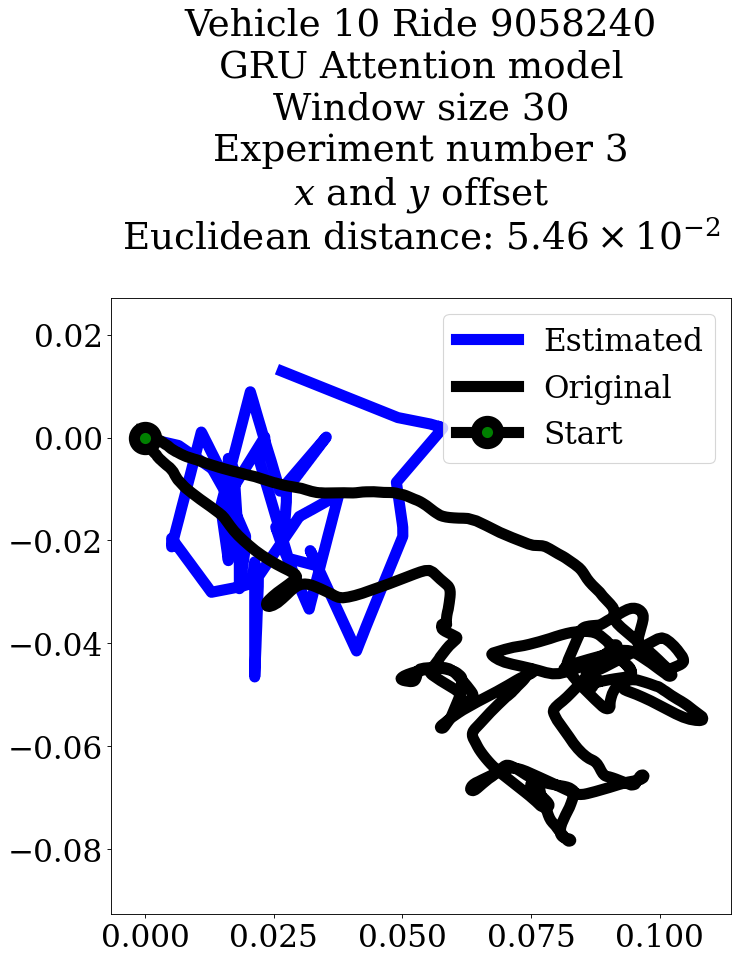 Vehicle 10 Ride 9058240
GRU Attention model
Window size 30
Experiment number 3
x and y offset
Euclidean distance: 5.46 × 10⁻²
Estimated
Original
Start
0.02
0.00
−0.02
−0.04
−0.06
−0.08
0.000 0.025 0.050 0.075 0.100